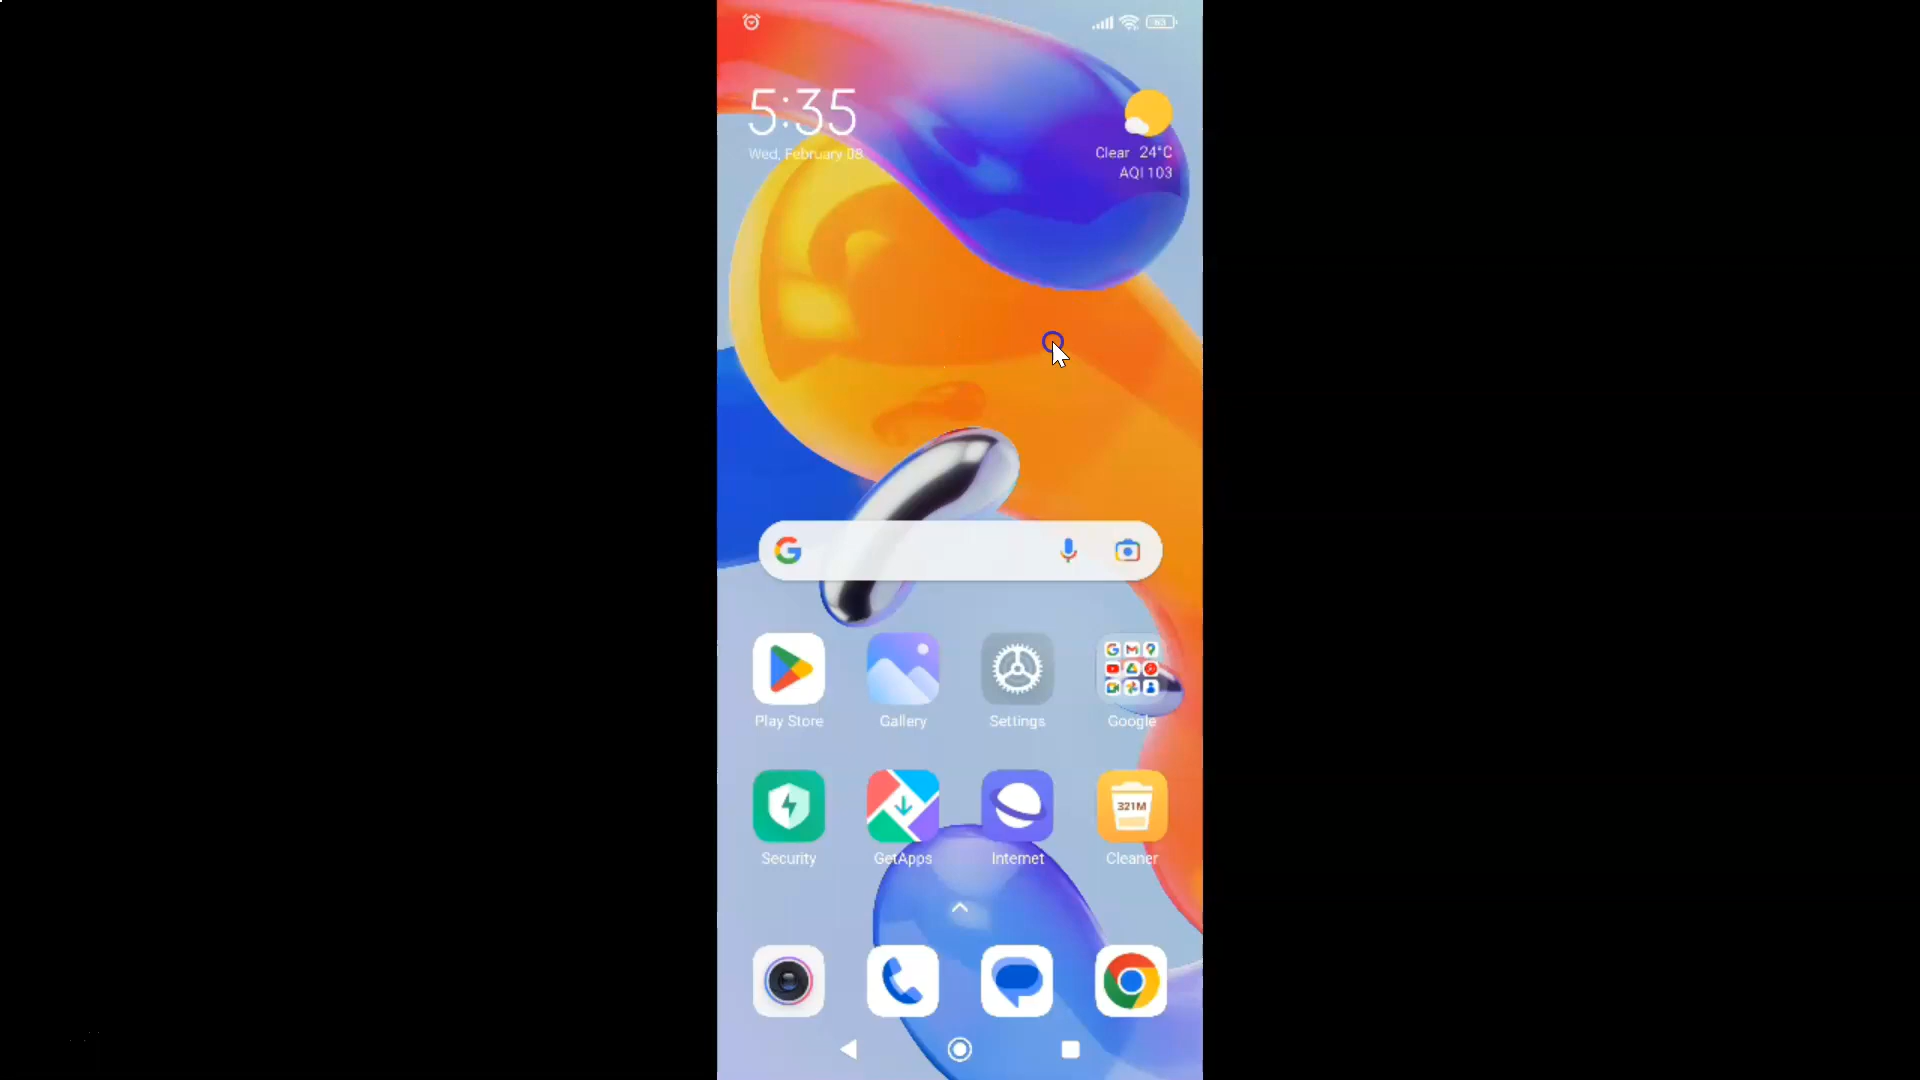 5:35
Wed, February 08
Clear 24°C
AQI 103
Play Store
Gallery
Settings
Google
321M
Security
GetApps
Internet
Cleaner